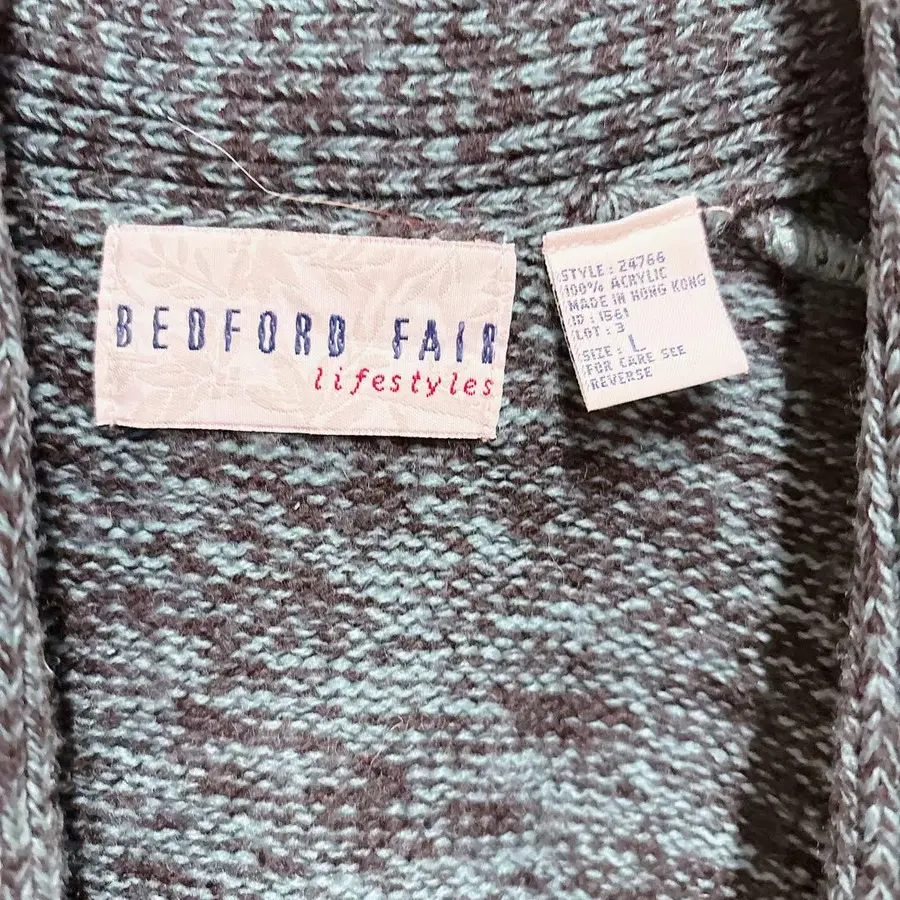 BEDFORD FAIR
lifestyles
STYLE : 24766
100% ACRYLIC
MADE IN HONG KONG
ID : 1561
LOT : 3
SIZE : L
FOR CARE SEE
REVERSE